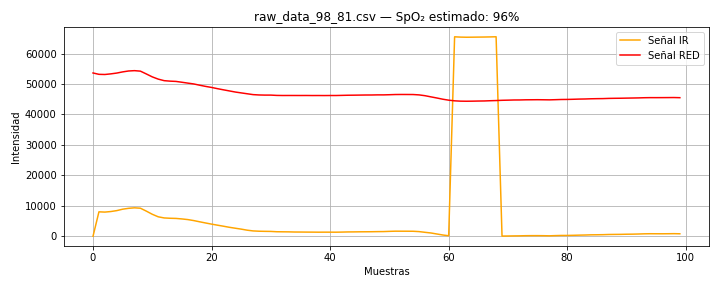 raw_data_98_81.csv — SpO₂ estimado: 96%
Señal IR
Señal RED
Intensidad
60000
50000
40000
30000
20000
10000
0
0 20 40 60 80 100
Muestras